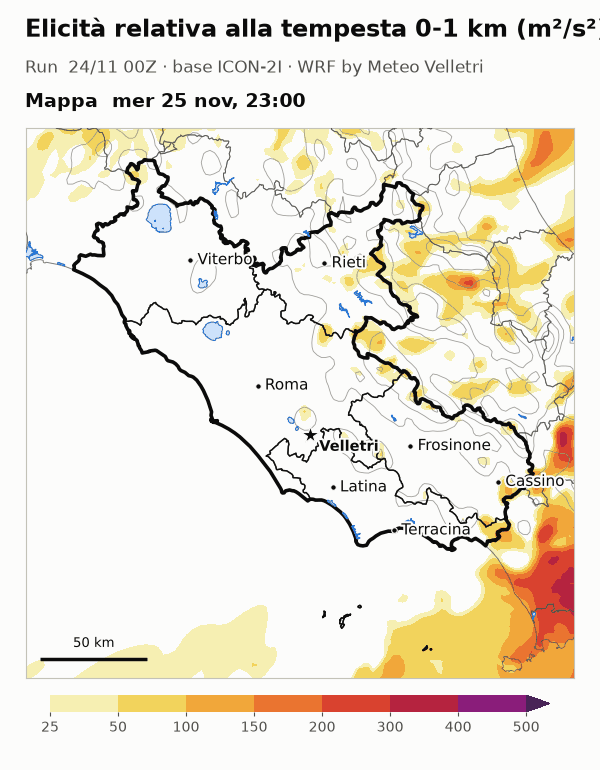 Elicità relativa alla tempesta 0-1 km (m²/s²)
Run  24/11 00Z · base ICON-2I · WRF by Meteo Velletri
Mappa  mer 25 nov, 23:00
Viterbo
Rieti
Roma
Velletri
Frosinone
Cassino
Latina
Terracina
50 km
25 50 100 150 200 300 400 500